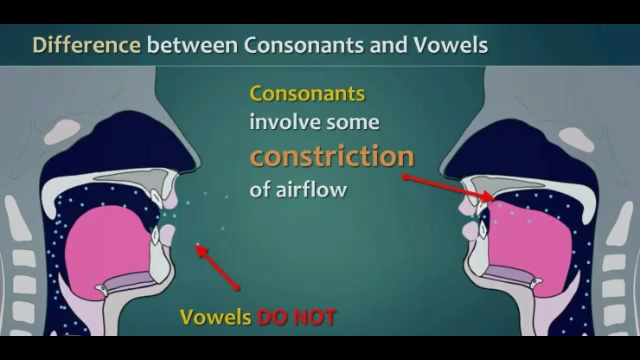 Difference between Consonants and Vowels
Consonants
involve some
constriction
of airflow
Vowels DO NOT